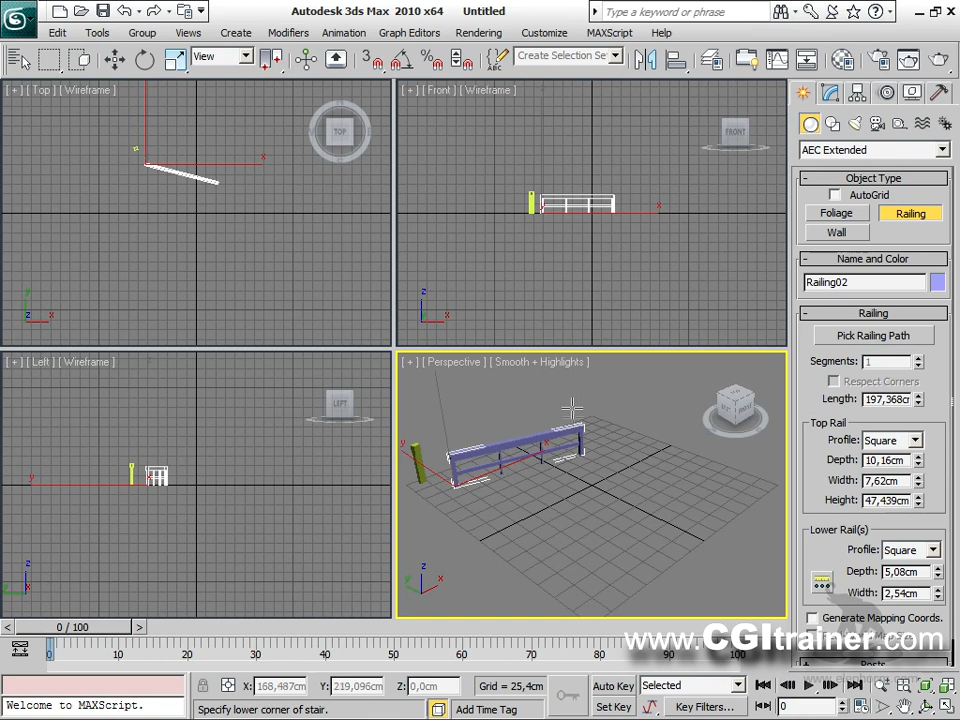 Autodesk 3ds Max 2010 x64 Untitled
Type a keyword or phrase
Edit Tools Group Views Create Modifiers Animation Graph Editors Rendering Customize MAXScript Help
View
3
Create Selection Se
[ + ] [ Top ] [ Wireframe ]
TOP
x
y
z x
[ + ] [ Front ] [ Wireframe ]
FRONT
x
z
x
[ + ] [ Left ] [ Wireframe ]
LEFT
y
z
y
[ + ] [ Perspective ] [ Smooth + Highlights ]
y
x
z
x
AEC Extended
Object Type
AutoGrid
Foliage
Railing
Wall
Name and Color
Railing02
Railing
Pick Railing Path
Segments: 1
Respect Corners
Length: 197,368cr
Top Rail
Profile: Square
Depth: 10,16cm
Width: 7,62cm
Height: 47,439cm
Lower Rail(s)
Profile: Square
Depth: 5,08cm
Width: 2,54cm
Generate Mapping Coords.
www.CGItrainer.com
Posts
0 / 100
0 10 20 30 40 50 60 70 80 90 100
X: 168,487cm Y: 219,096cm Z: 0,0cm Grid = 25,4cm
Auto Key Selected
Set Key Key Filters...
0
Welcome to MAXScript.
Specify lower corner of stair.
Add Time Tag